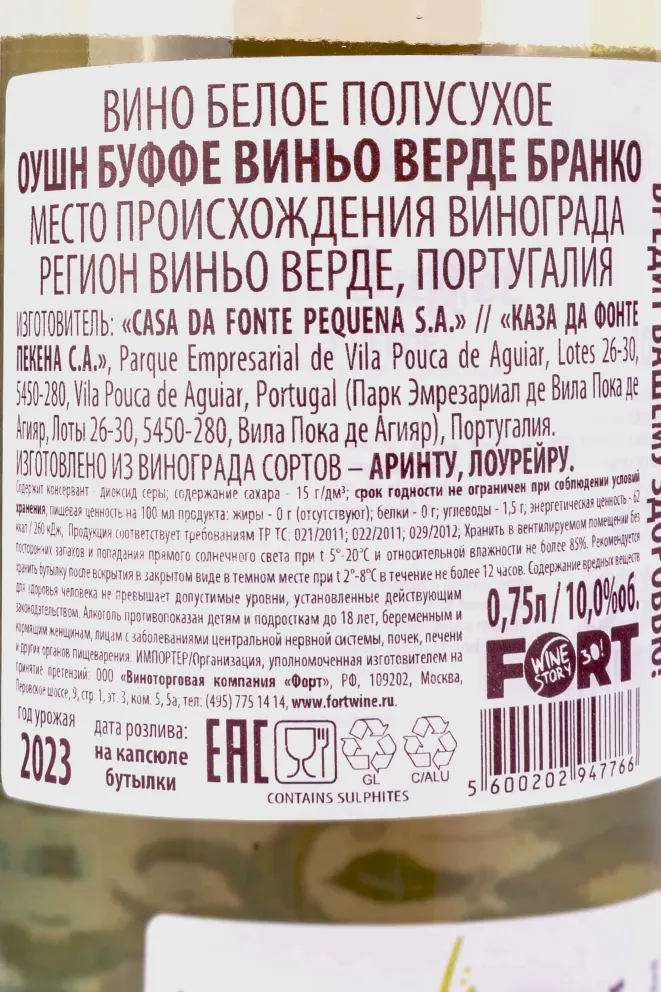 ВИНО БЕЛОЕ ПОЛУСУХОЕ
ОУШН БУФФЕ ВИНЬО ВЕРДЕ БРАНКО
МЕСТО ПРОИСХОЖДЕНИЯ ВИНОГРАДА
РЕГИОН ВИНЬО ВЕРДЕ, ПОРТУГАЛИЯ
ИЗГОТОВИТЕЛЬ: «CASA DA FONTE PEQUENA S.A.» // «КАЗА ДА ФОНТЕ
ПЕКЕНА С.А.», Parque Empresarial de Vila Pouca de Aguiar, Lotes 26-30,
5450-280, Vila Pouca de Aguiar, Portugal (Парк Эмрезариал де Вила Пока де
Агияр, Лоты 26-30, 5450-280, Вила Пока де Агияр), Португалия.
ИЗГОТОВЛЕНО ИЗ ВИНОГРАДА СОРТОВ – АРИНТУ, ЛОУРЕЙРУ.
Содержит консервант - диоксид серы; содержание сахара - 15 г/дм³; срок годности не ограничен при соблюдении условий
хранения; пищевая ценность на 100 мл продукта: жиры - 0 г (отсутствуют); белки - 0 г; углеводы - 1,5 г; энергетическая ценность - 62
ккал / 260 кДж, Продукция соответствует требованиям ТР ТС: 021/2011; 022/2011; 029/2012; Хранить в вентилируемом помещении без
посторонних запахов и попадания прямого солнечного света при t 5°-20°С и относительной влажности не более 85%. Рекомендуется
хранить бутылку после вскрытия в закрытом виде в темном месте при t 2°–8°С в течение не более 12 часов. Содержание вредных веществ
для здоровья человека не превышает допустимые уровни, установленные действующим
законодательством. Алкоголь противопоказан детям и подросткам до 18 лет, беременным и
кормящим женщинам, лицам с заболеваниями центральной нервной системы, почек, печени
и других органов пищеварения. ИМПОРТЕР/Организация, уполномоченная изготовителем на
принятие претензий: ООО «Виноторговая компания «Форт», РФ, 109202, Москва,
Перовское шоссе, 9, стр. 1, эт. 3, ком. 5, 5а; тел: (495) 775 14 14, www.fortwine.ru.
0,75л / 10,0%об.
FORT
WINE STORY
30!
год урожая
2023
дата розлива:
на капсюле
бутылки
EAC
GL
C/ALU
CONTAINS SULPHITES
5 600202 947766
ВРЕДИТ ВАШЕМУ ЗДОРОВЬЮ!